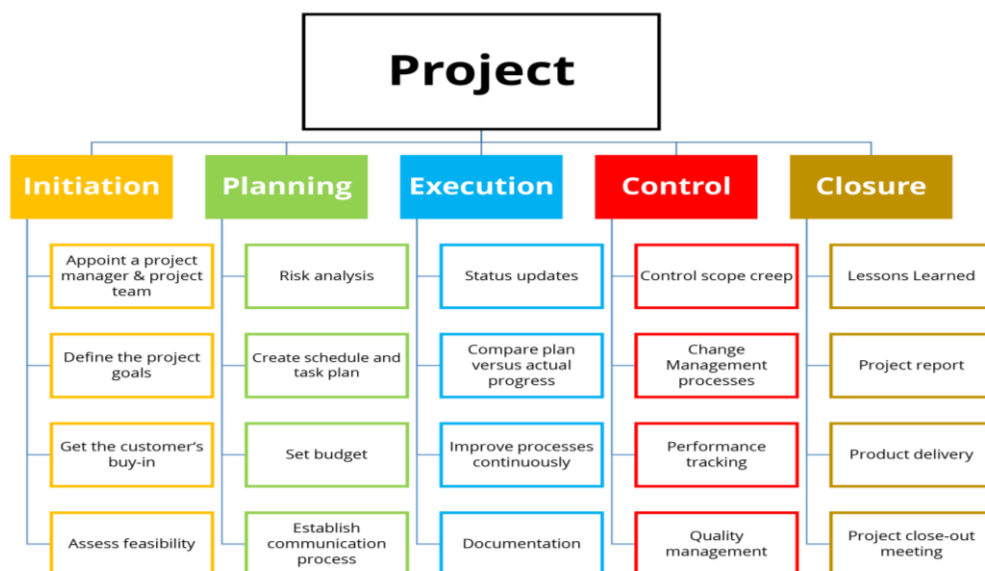 Project
Initiation
Planning
Execution
Control
Closure
Appoint a project
manager & project
team
Define the project
goals
Get the customer's
buy-in
Assess feasibility
Risk analysis
Create schedule and
task plan
Set budget
Establish
communication
process
Status updates
Compare plan
versus actual
progress
Improve processes
continuously
Documentation
Control scope creep
Change
Management
processes
Performance
tracking
Quality
management
Lessons Learned
Project report
Product delivery
Project close-out
meeting